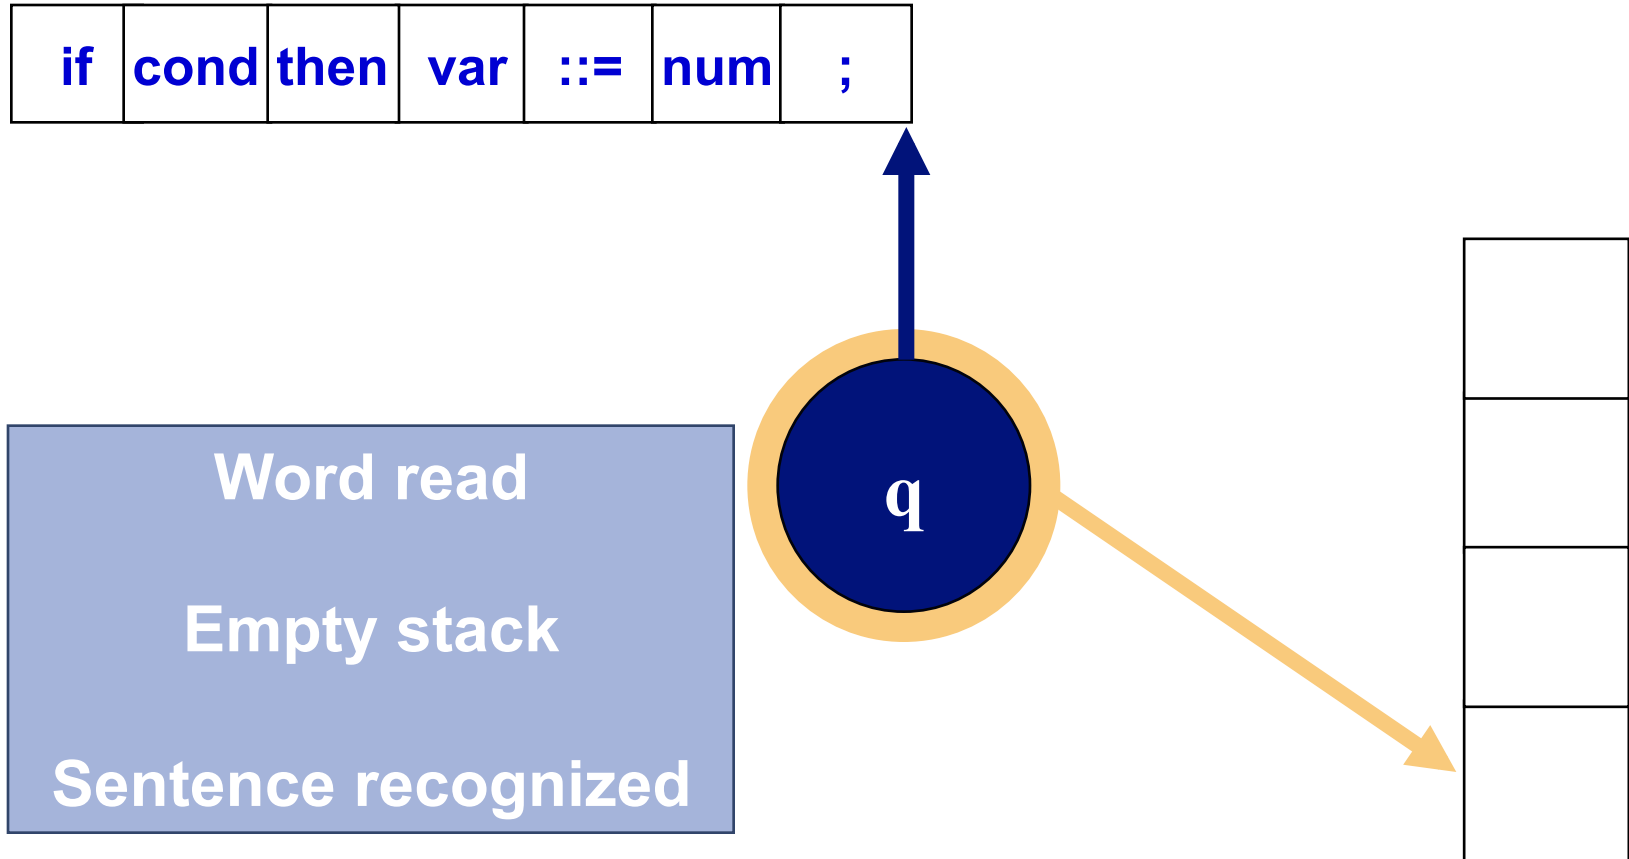 if cond then var ::= num ;
q
Word read
Empty stack
Sentence recognized